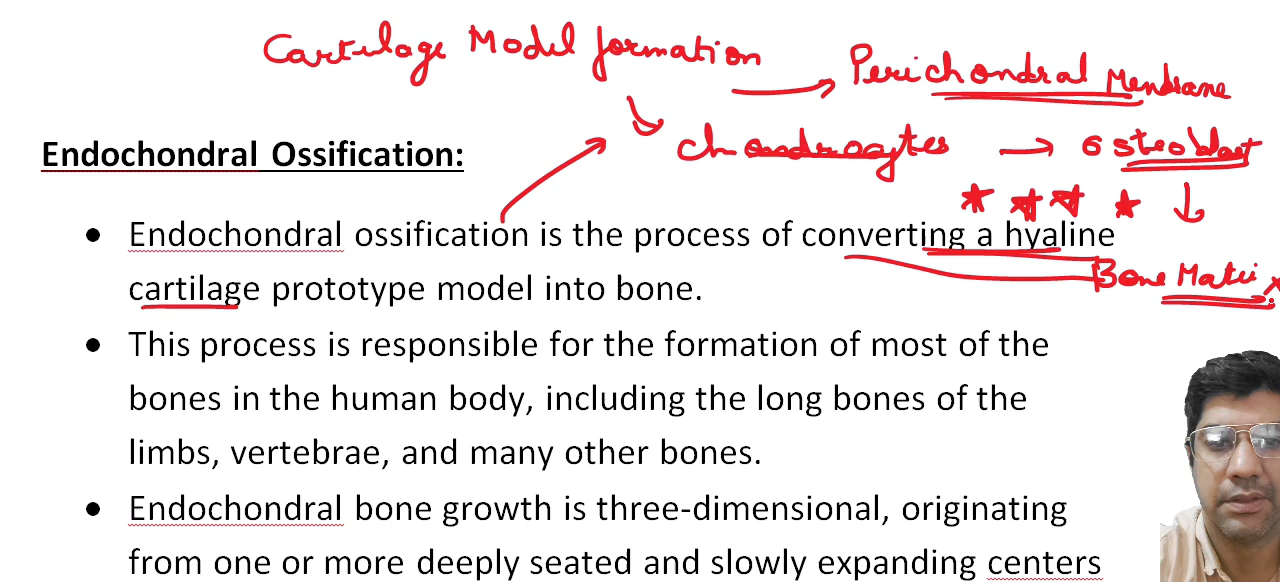 Cartilage Model formation → Perichondral Membrane
Chondrocytes → Osteoblast
↓
Endochondral Ossification:
• Endochondral ossification is the process of converting a hyaline
Bone Matrix
cartilage prototype model into bone.
• This process is responsible for the formation of most of the
bones in the human body, including the long bones of the
limbs, vertebrae, and many other bones.
• Endochondral bone growth is three-dimensional, originating
from one or more deeply seated and slowly expanding centers